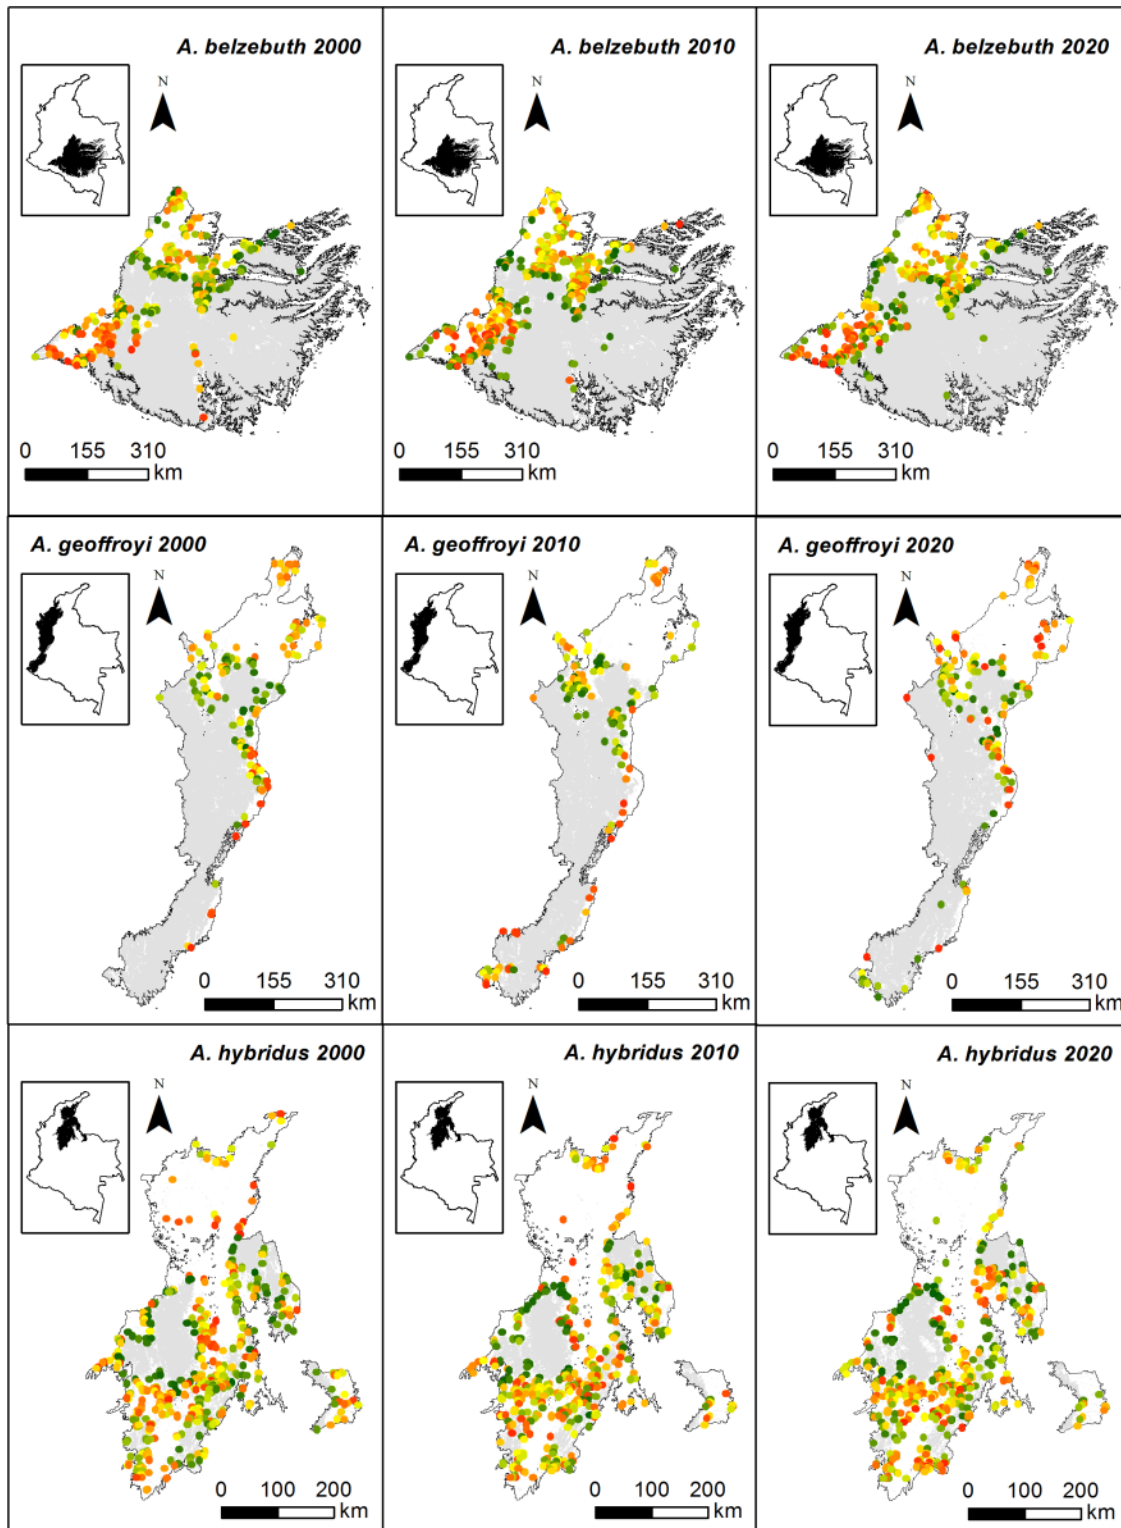 A. belzebuth 2000
N
0 155 310
km
A. belzebuth 2010
N
0 155 310
km
A. belzebuth 2020
N
0 155 310
km
A. geoffroyi 2000
N
0 155 310
km
A. geoffroyi 2010
N
0 155 310
km
A. geoffroyi 2020
N
0 155 310
km
A. hybridus 2000
N
0 100 200
km
A. hybridus 2010
N
0 100 200
km
A. hybridus 2020
N
0 100 200
km